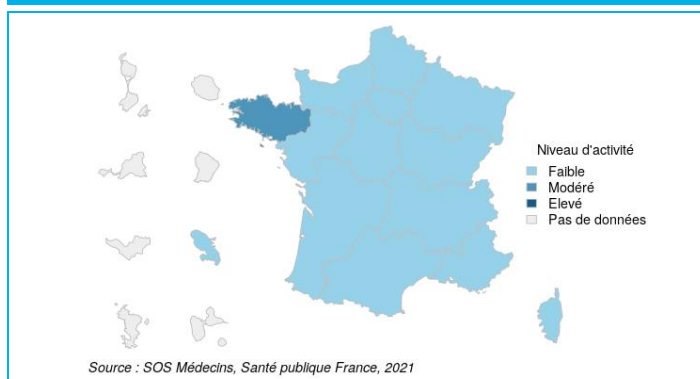 Niveau d'activité
Faible
Modéré
Elevé
Pas de données
Source : SOS Médecins, Santé publique France, 2021